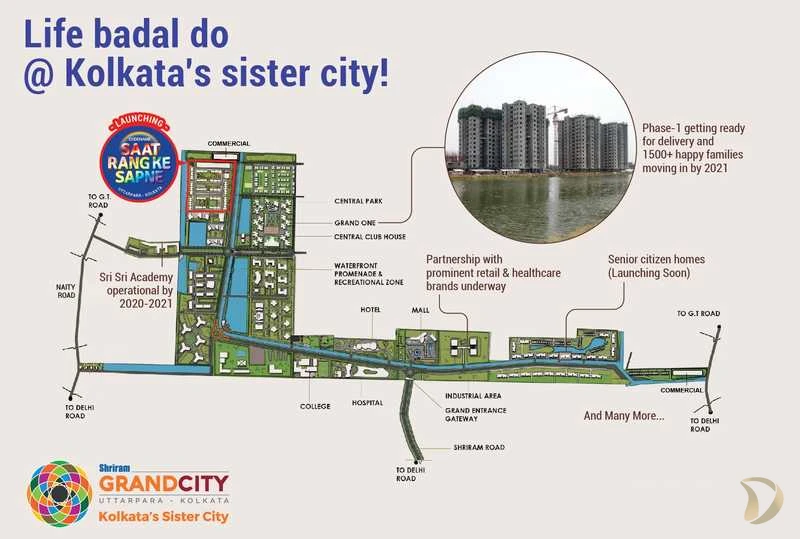 Life badal do
@ Kolkata's sister city!
LAUNCHING
CODENAME
SAAT
RANG KE
SAPNE
UTTARPARA - KOLKATA
COMMERCIAL
Phase-1 getting ready
for delivery and
1500+ happy families
moving in by 2021
TO G.T.
ROAD
CENTRAL PARK
GRAND ONE
CENTRAL CLUB HOUSE
WATERFRONT
PROMENADE &
RECREATIONAL ZONE
Partnership with
prominent retail & healthcare
brands underway
Senior citizen homes
(Launching Soon)
Sri Sri Academy
operational by
2020-2021
NAITY
ROAD
HOTEL
MALL
TO G.T ROAD
COLLEGE
HOSPITAL
INDUSTRIAL AREA
GRAND ENTRANCE
GATEWAY
COMMERCIAL
TO DELHI
ROAD
And Many More...
TO DELHI
ROAD
SHRIRAM ROAD
TO DELHI
ROAD
Shriram
GRANDCITY
UTTARPARA - KOLKATA
Kolkata's Sister City